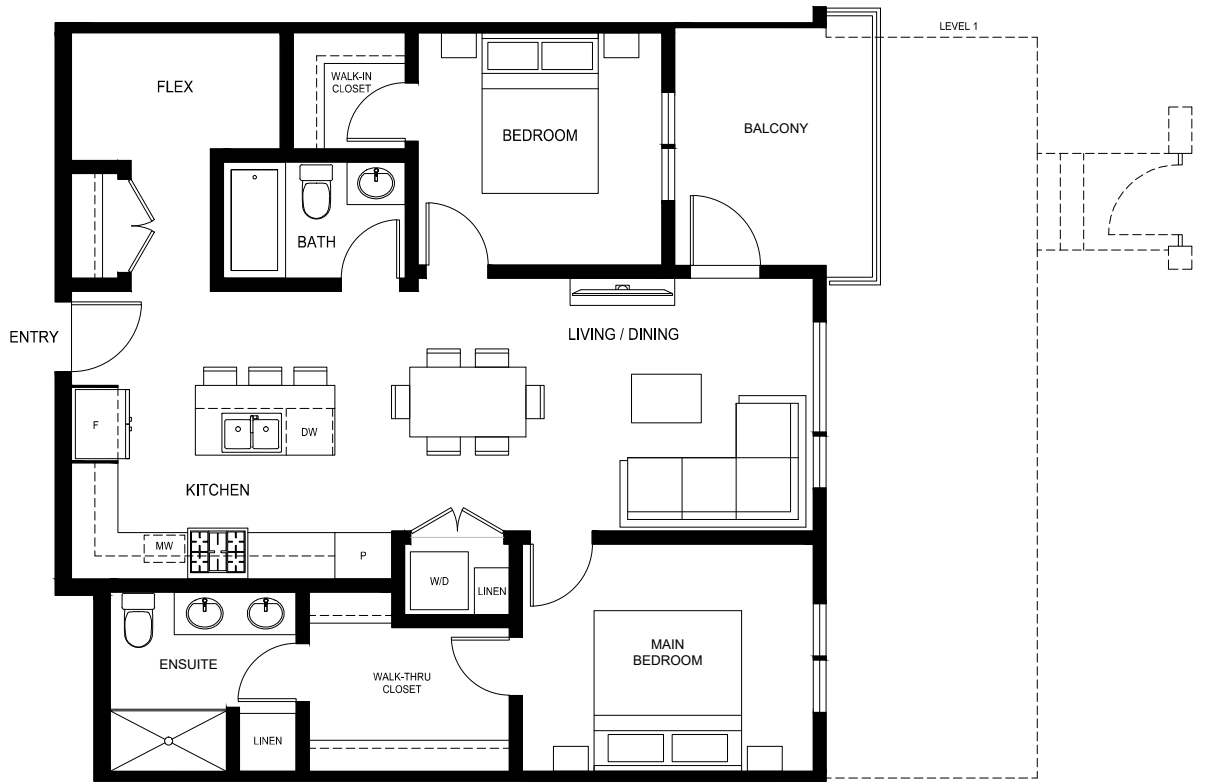 LEVEL 1
FLEX
WALK-IN
CLOSET
BEDROOM
BALCONY
BATH
ENTRY
LIVING / DINING
F
DW
KITCHEN
MW
P
W/D
LINEN
ENSUITE
WALK-THRU
CLOSET
MAIN
BEDROOM
LINEN